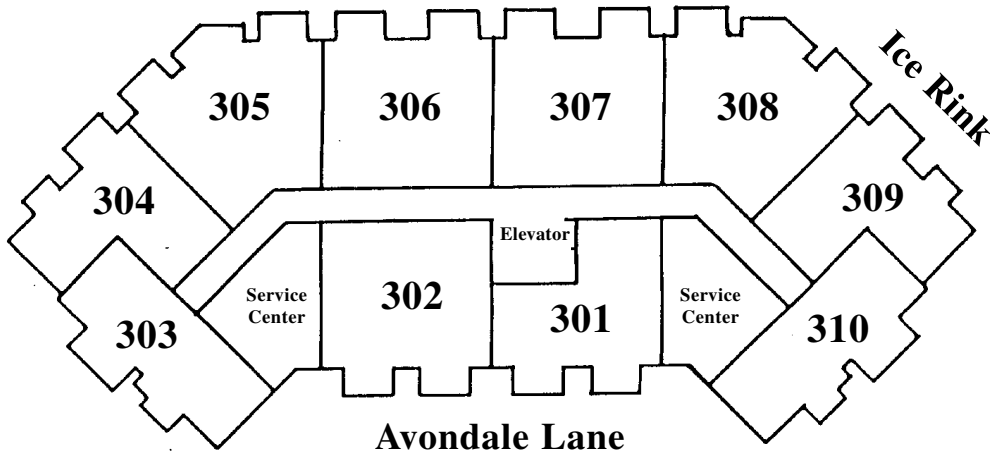 Ice Rink
305
306
307
308
304
309
Elevator
Service
Center
302
301
Service
Center
303
310
Avondale Lane